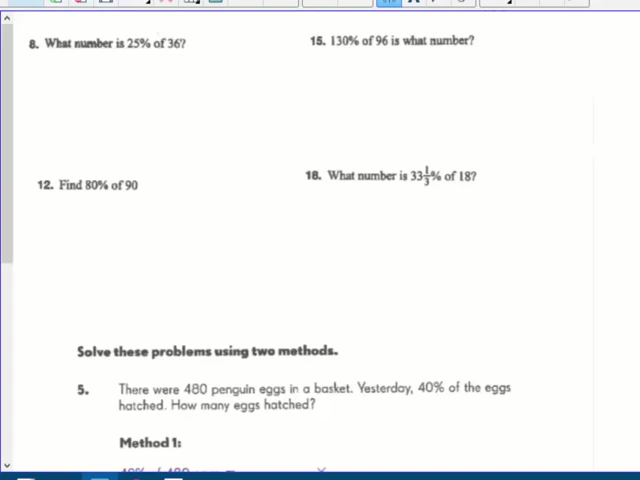 8. What number is 25% of 36?
15. 130% of 96 is what number?
12. Find 80% of 90
18. What number is 33 1/3% of 18?
Solve these problems using two methods.
5. There were 480 penguin eggs in a basket. Yesterday, 40% of the eggs
hatched. How many eggs hatched?
Method 1: